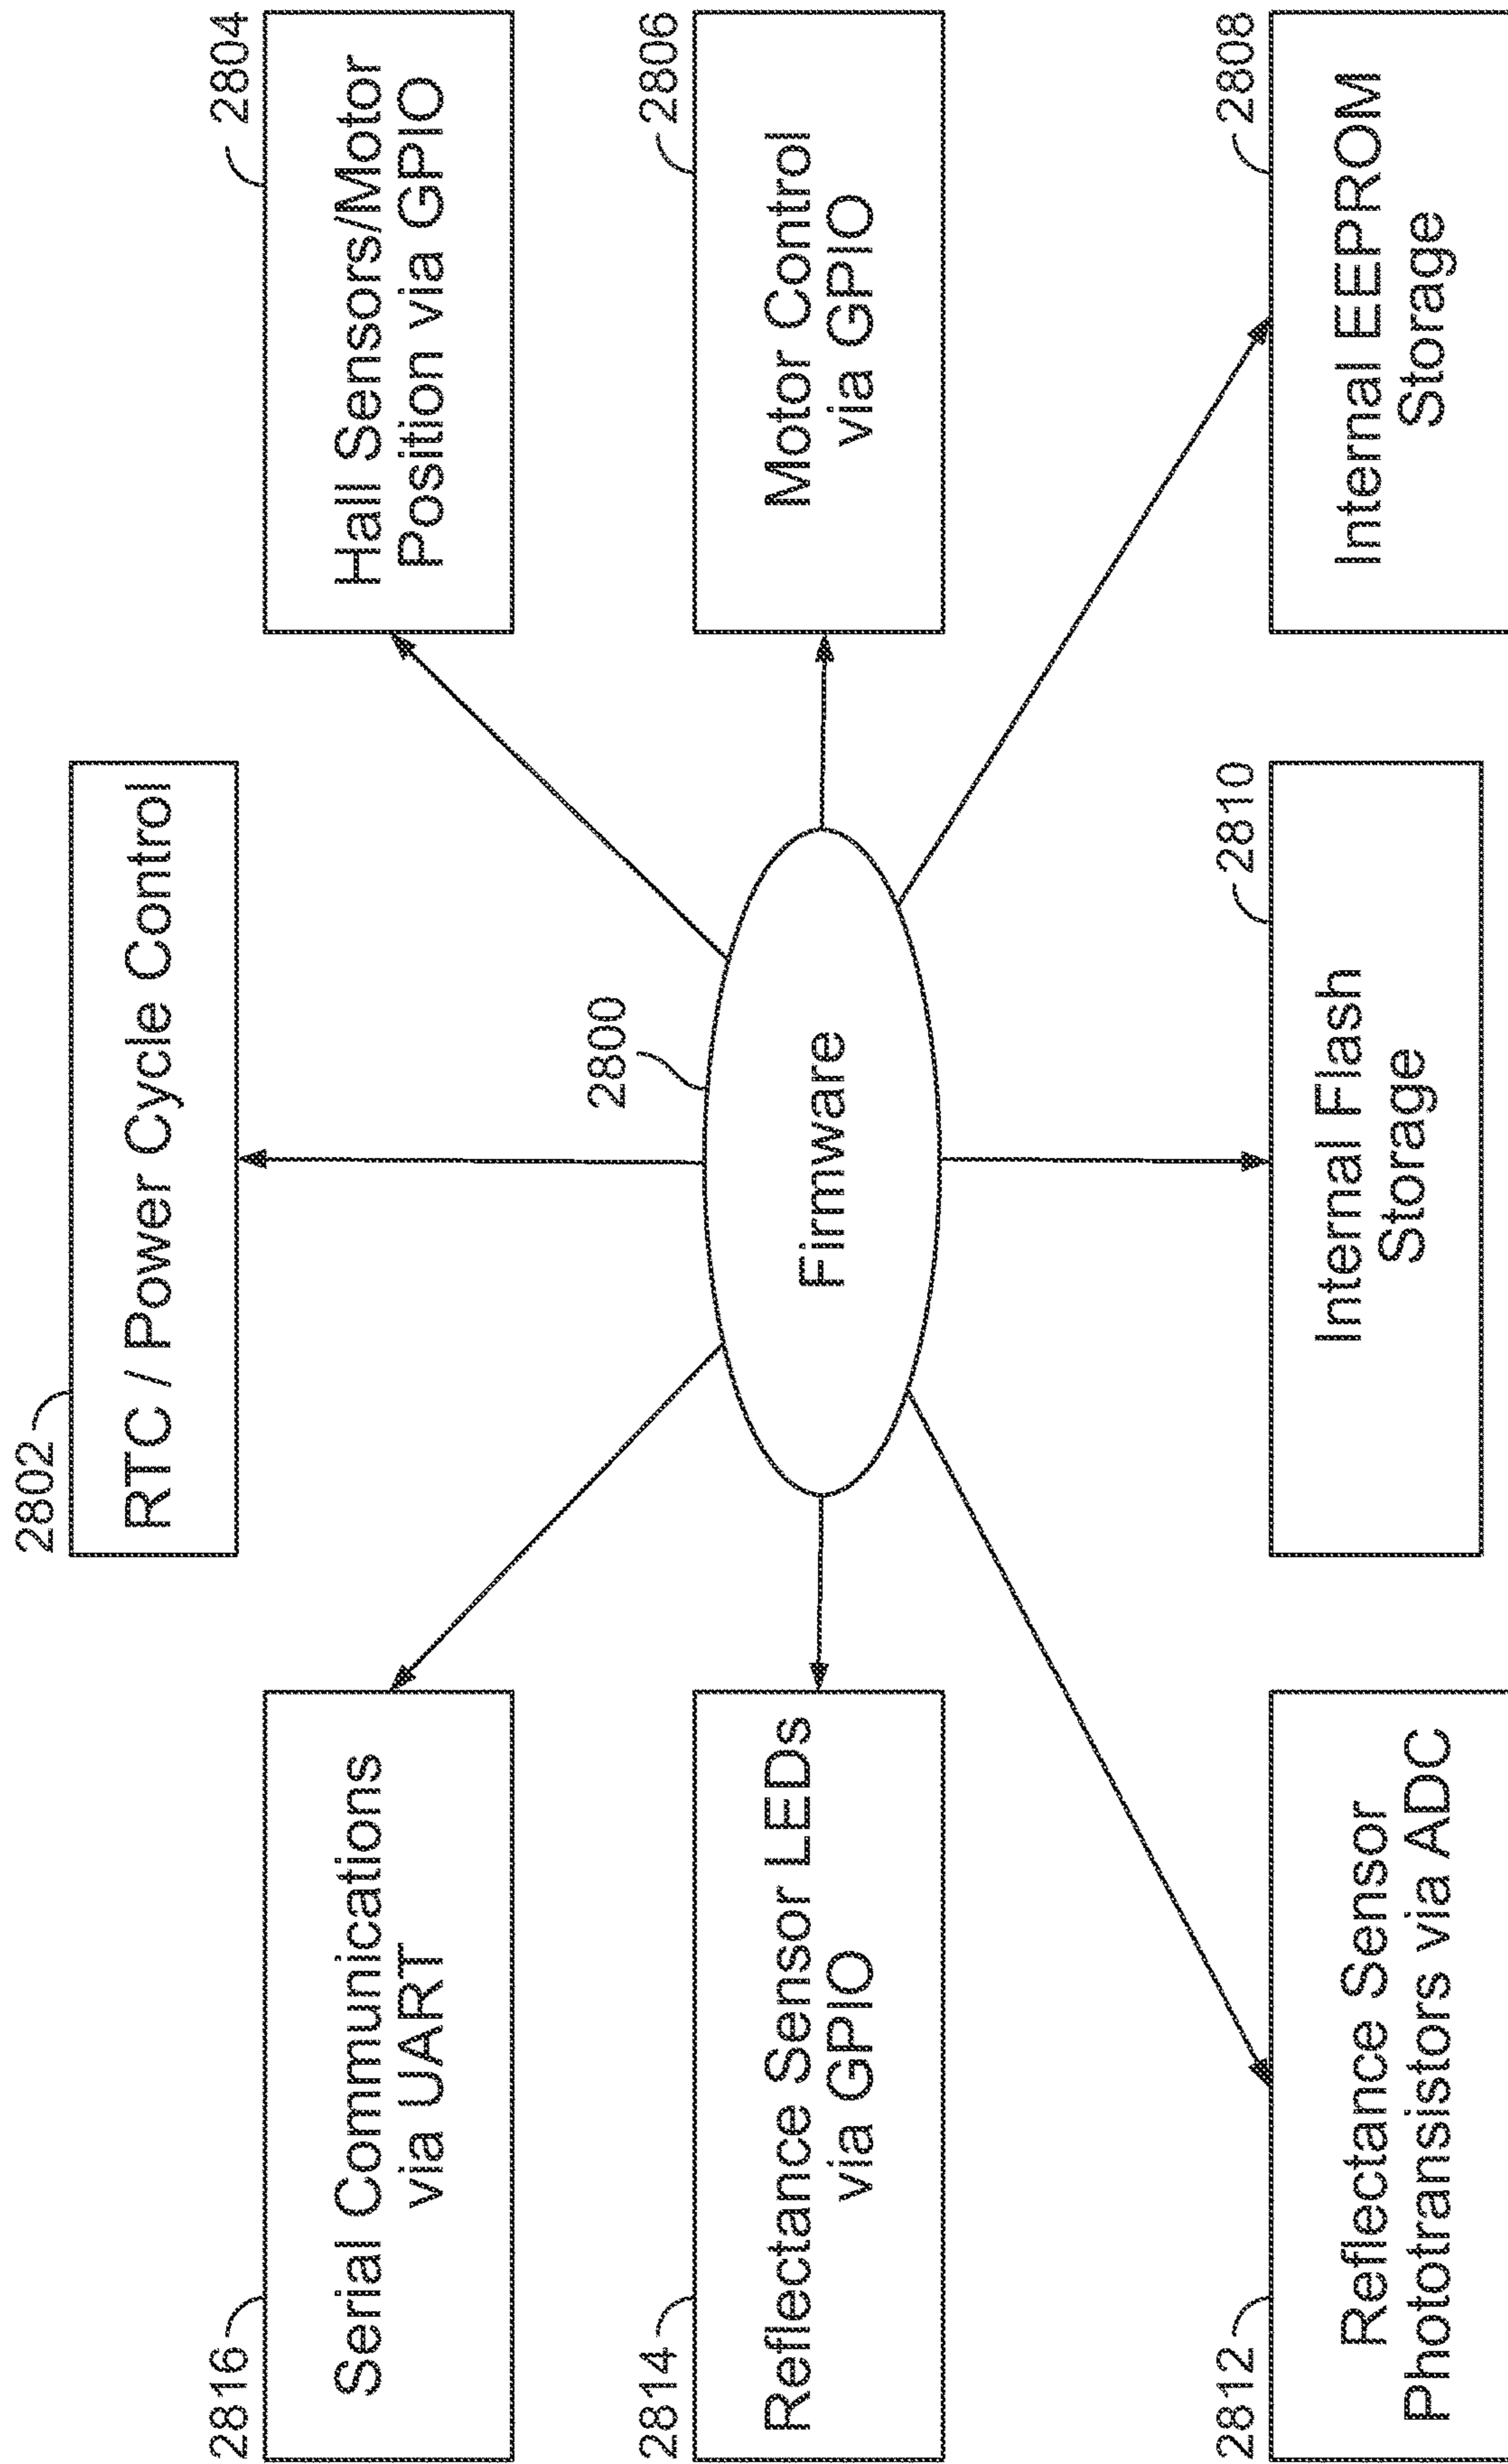 2802
RTC / Power Cycle Control
2804
Hall Sensors/Motor
Position via GPIO
2816
Serial Communications
via UART
2800
Firmware
2806
Motor Control
via GPIO
2814
Reflectance Sensor LEDs
via GPIO
2808
Internal EEPROM
Storage
2810
Internal Flash
Storage
2812
Reflectance Sensor
Phototransistors via ADC